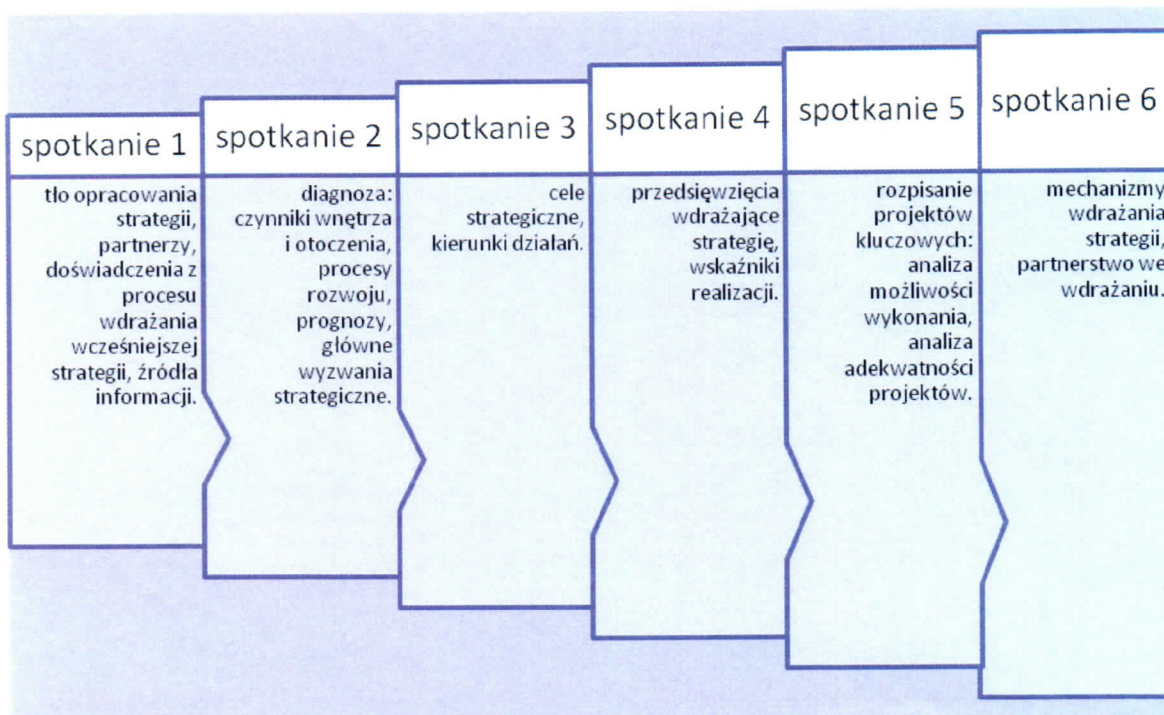 spotkanie 1
tło opracowania
strategii,
partnerzy,
doświadczenia z
procesu
wdrażania
wcześniejszej
strategii, źródła
informacji.
spotkanie 2
diagnoza:
czynniki wnętrza
i otoczenia,
procesy
rozwoju,
prognozy,
główne
wyzwania
strategiczne.
spotkanie 3
cele
strategiczne,
kierunki działań.
spotkanie 4
przedsięwzięcia
wdrażające
strategię,
wskaźniki
realizacji.
spotkanie 5
rozpisanie
projektów
kluczowych:
analiza
możliwości
wykonania,
analiza
adekwatności
projektów.
spotkanie 6
mechanizmy
wdrażania
strategii,
partnerstwo we
wdrażaniu.